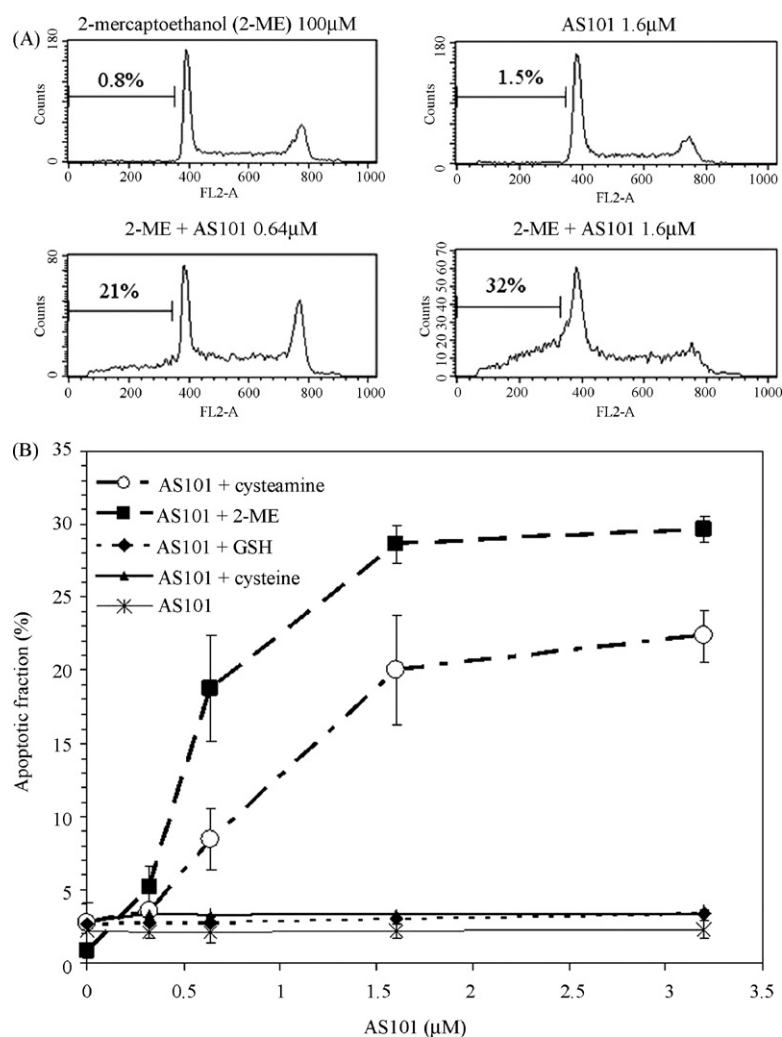 (A)
2-mercaptoethanol (2-ME) 100µM
180
Counts
0
0.8%
0 200 400 600 800 1000
FL2-A
AS101 1.6µM
180
Counts
0
1.5%
0 200 400 600 800 1000
FL2-A
2-ME + AS101 0.64µM
80
Counts
0
21%
0 200 400 600 800 1000
FL2-A
2-ME + AS101 1.6µM
70
60
50
40
30
20
10
0
Counts
32%
0 200 400 600 800 1000
FL2-A
(B)
35
30
25
20
15
10
5
0
Apoptotic fraction (%)
AS101 + cysteamine
AS101 + 2-ME
AS101 + GSH
AS101 + cysteine
AS101
0 0.5 1 1.5 2 2.5 3 3.5
AS101 (µM)